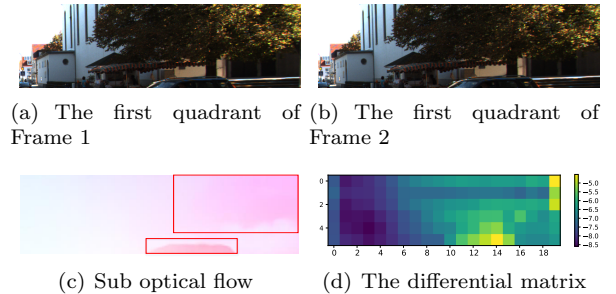 (a) The first quadrant of
Frame 1
(b) The first quadrant of
Frame 2
0
2
4
0 2 4 6 8 10 12 14 16 18
−5.0
−5.5
−6.0
−6.5
−7.0
−7.5
−8.0
−8.5
(c) Sub optical flow
(d) The differential matrix